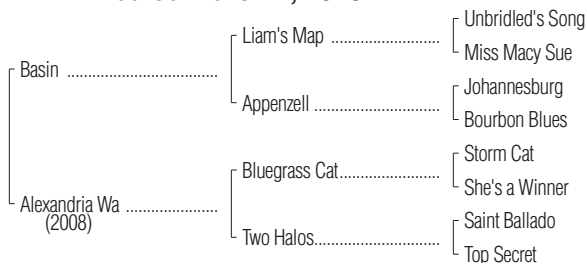 Unbridled's Song
Liam's Map
Miss Macy Sue
Basin
Johannesburg
Appenzell
Bourbon Blues
Storm Cat
Bluegrass Cat
She's a Winner
Alexandria Wa
(2008)
Saint Ballado
Two Halos
Top Secret